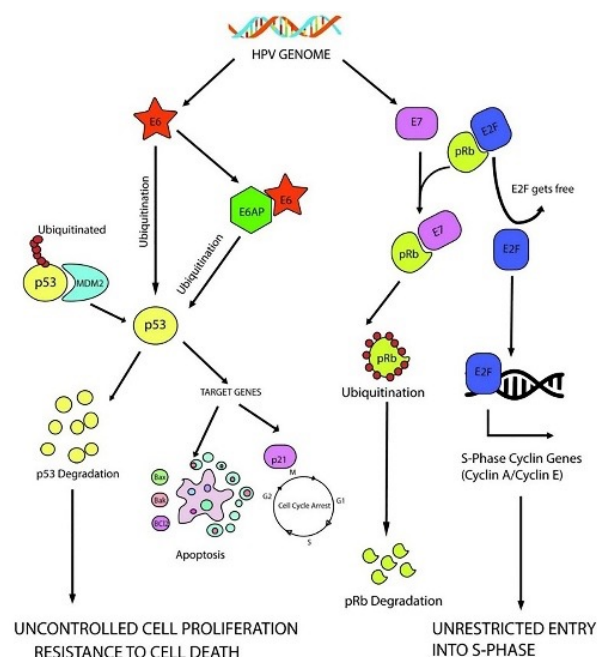 HPV GENOME
E6
E7
E2F
pRb
E2F gets free
Ubiquitination
E6AP
E6
Ubiquitination
Ubiquitinated
p53
MDM2
p53
pRb
E7
E2F
pRb
Ubiquitination
E2F
TARGET GENES
p53 Degradation
Bax
Bak
BCl2
Apoptosis
p21
M
G2
G1
S
Cell Cycle Arrest
S-Phase Cyclin Genes
(Cyclin A/Cyclin E)
pRb Degradation
UNCONTROLLED CELL PROLIFERATION
RESISTANCE TO CELL DEATH
UNRESTRICTED ENTRY
INTO S-PHASE